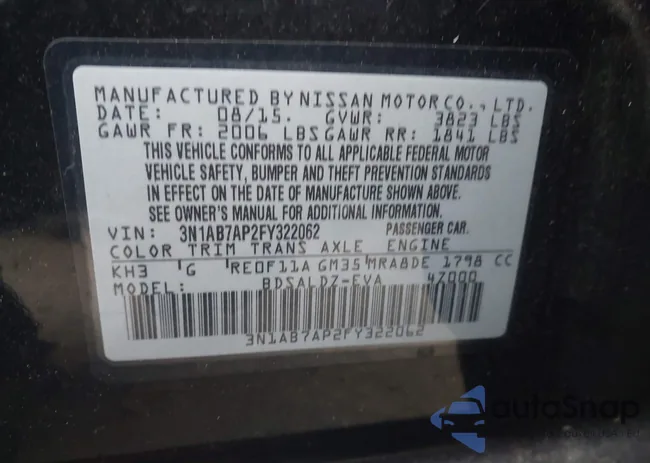 MANUFACTURED BY NISSAN MOTOR CO., LTD.
DATE: 08/15. GVWR: 3823 LBS
GAWR FR: 2006 LBS GAWR RR: 1841 LBS
THIS VEHICLE CONFORMS TO ALL APPLICABLE FEDERAL MOTOR
VEHICLE SAFETY, BUMPER AND THEFT PREVENTION STANDARDS
IN EFFECT ON THE DATE OF MANUFACTURE SHOWN ABOVE.
SEE OWNER'S MANUAL FOR ADDITIONAL INFORMATION.
VIN: 3N1AB7AP2FY322062 PASSENGER CAR.
COLOR TRIM TRANS AXLE ENGINE
KH3 G RE0F11A GM35 MRA8DE 1798 CC
MODEL: BDSALDZ-EVA 47000
3N1AB7AP2FY322062
autoSnap